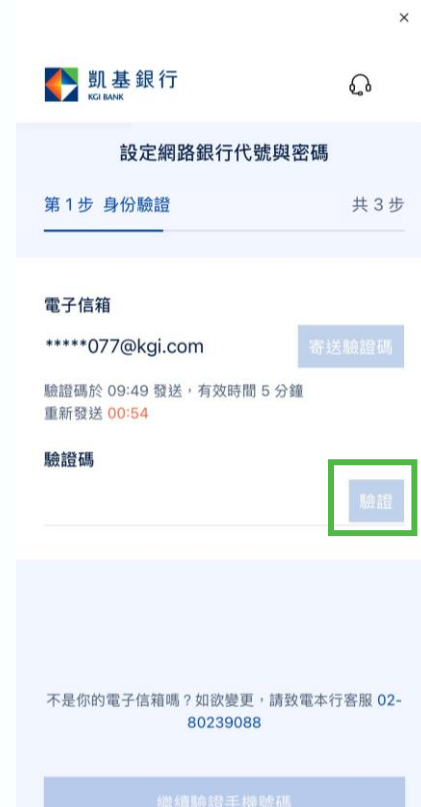 ×
凱基銀行
KGI BANK
設定網路銀行代號與密碼
第1步 身份驗證 共3步
電子信箱
*****077@kgi.com 寄送驗證碼
驗證碼於 09:49 發送，有效時間 5 分鐘
重新發送 00:54
驗證碼
驗證
不是你的電子信箱嗎？如欲變更，請致電本行客服 02-
80239088
繼續驗證手機號碼